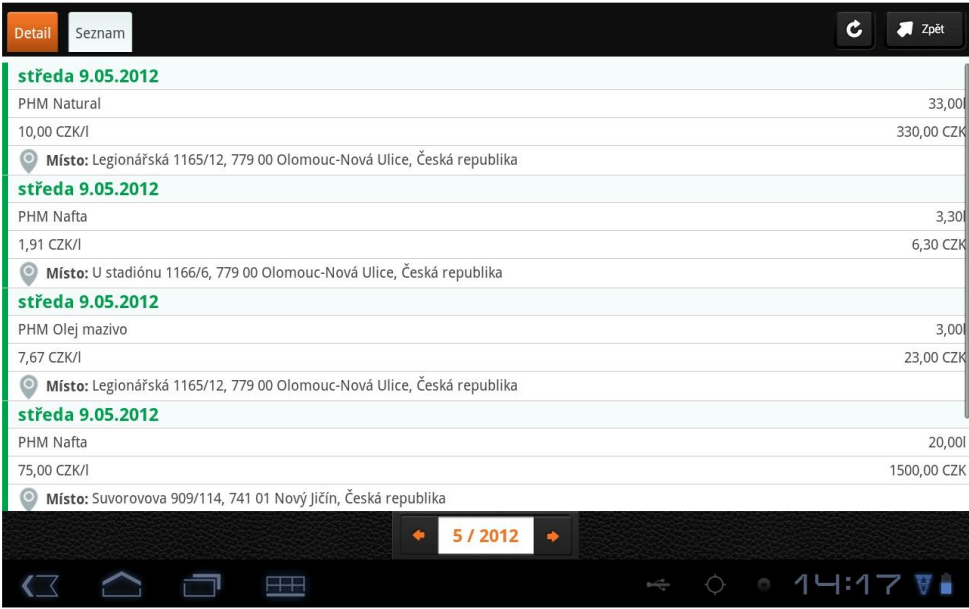 Detail Seznam Zpět
středa 9.05.2012
PHM Natural 33,00l
10,00 CZK/l 330,00 CZK
Místo: Legionářská 1165/12, 779 00 Olomouc-Nová Ulice, Česká republika
středa 9.05.2012
PHM Nafta 3,30l
1,91 CZK/l 6,30 CZK
Místo: U stadiónu 1166/6, 779 00 Olomouc-Nová Ulice, Česká republika
středa 9.05.2012
PHM Olej mazivo 3,00l
7,67 CZK/l 23,00 CZK
Místo: Legionářská 1165/12, 779 00 Olomouc-Nová Ulice, Česká republika
středa 9.05.2012
PHM Nafta 20,00l
75,00 CZK/l 1500,00 CZK
Místo: Suvorovova 909/114, 741 01 Nový Jičín, Česká republika
5 / 2012
14:17